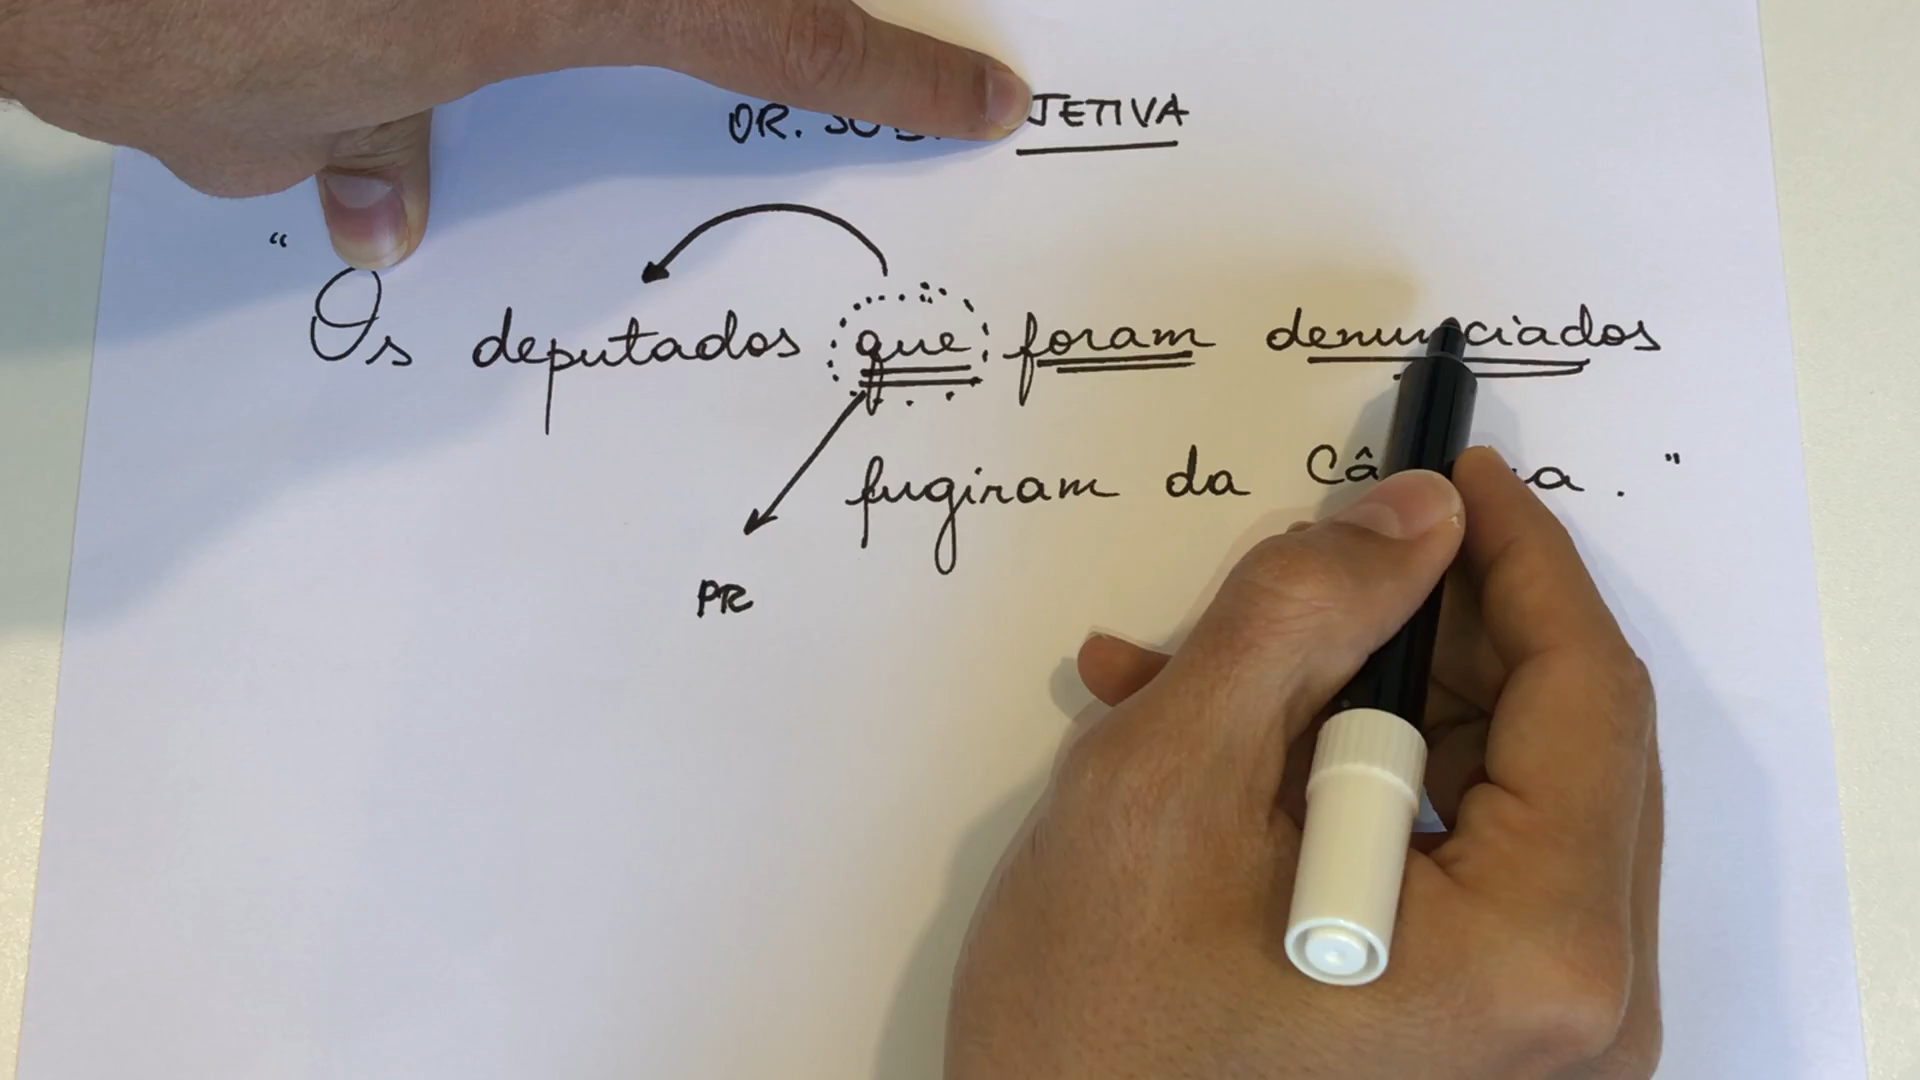 OR. JETIVA
“
Os deputados que foram denunciados
fugiram da . ”
PR